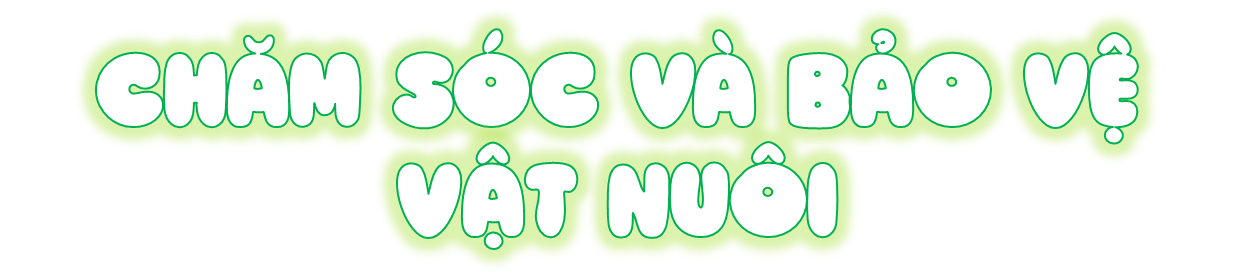 CHĂM SÓC VÀ BẢO VỆ
VẬT NUÔI